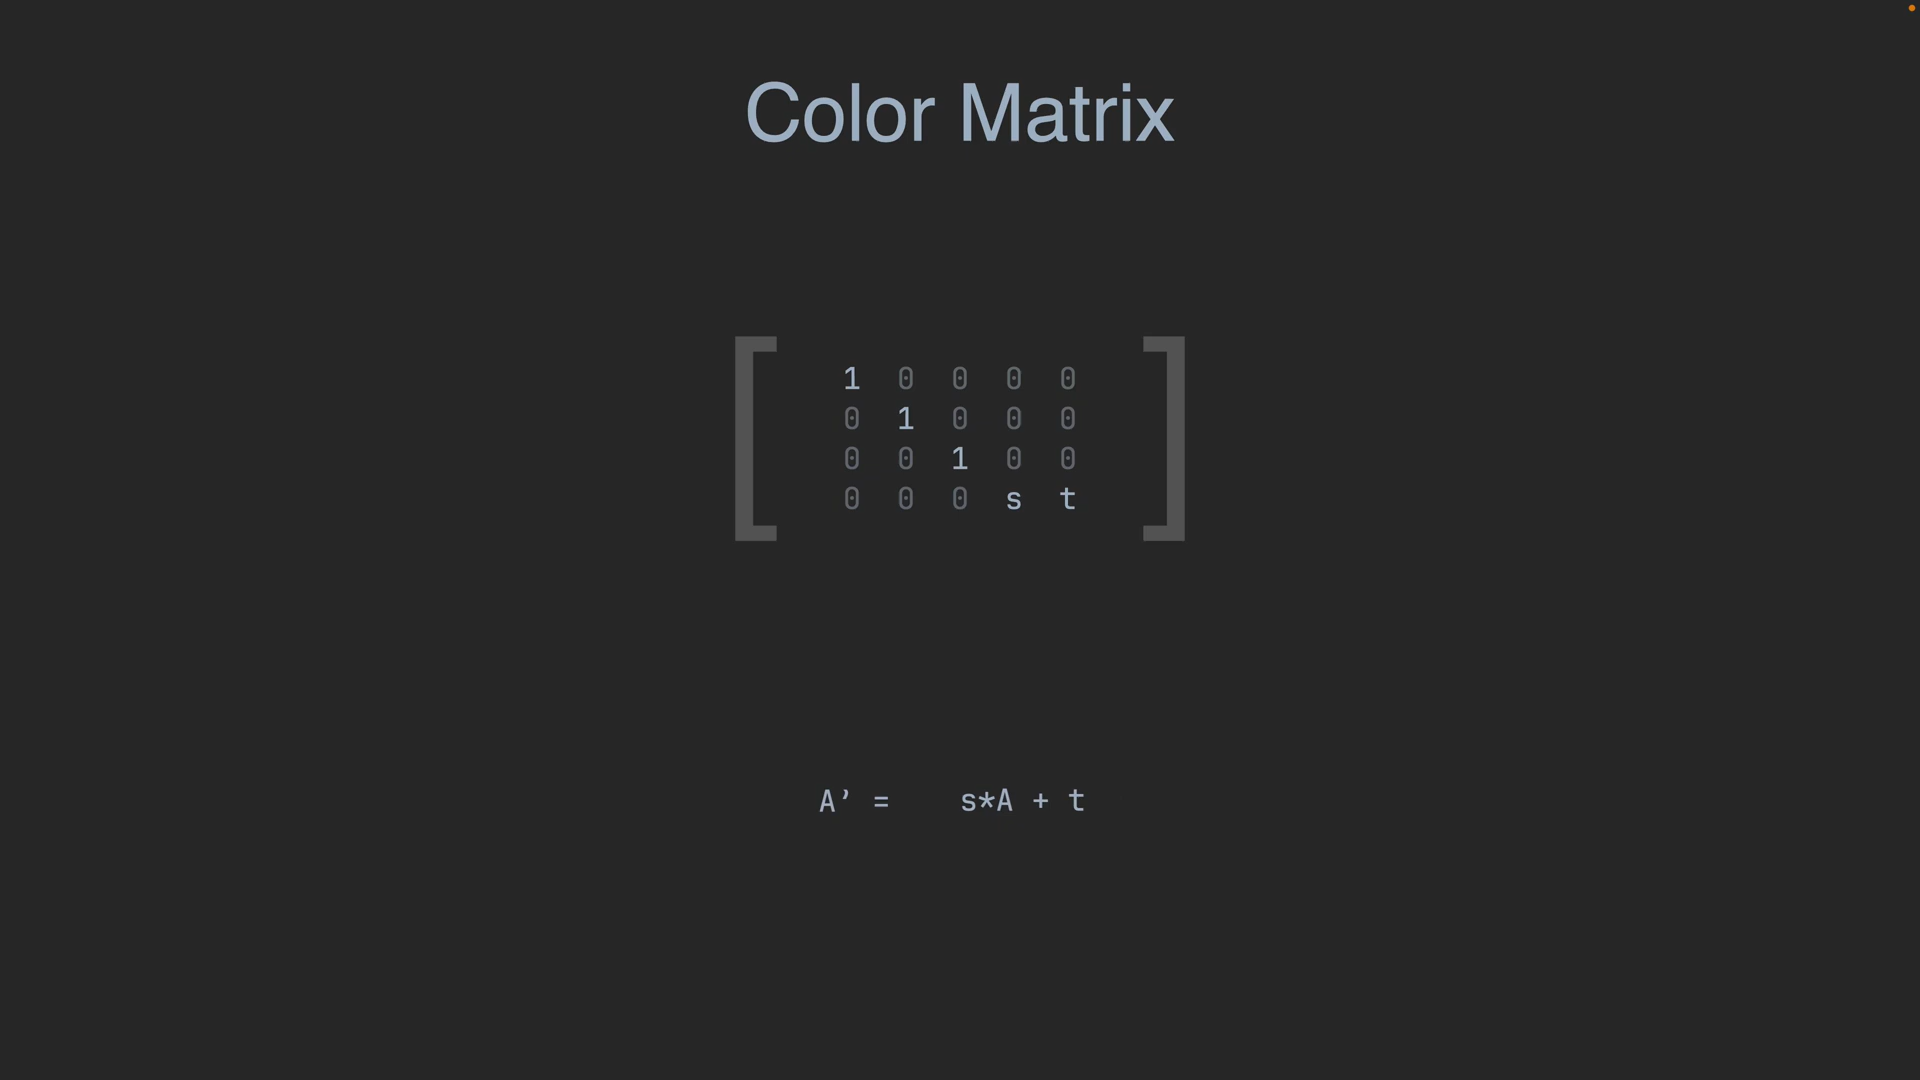 Color Matrix
1 0 0 0 0
0 1 0 0 0
0 0 1 0 0
0 0 0 s t
A’ = s*A + t